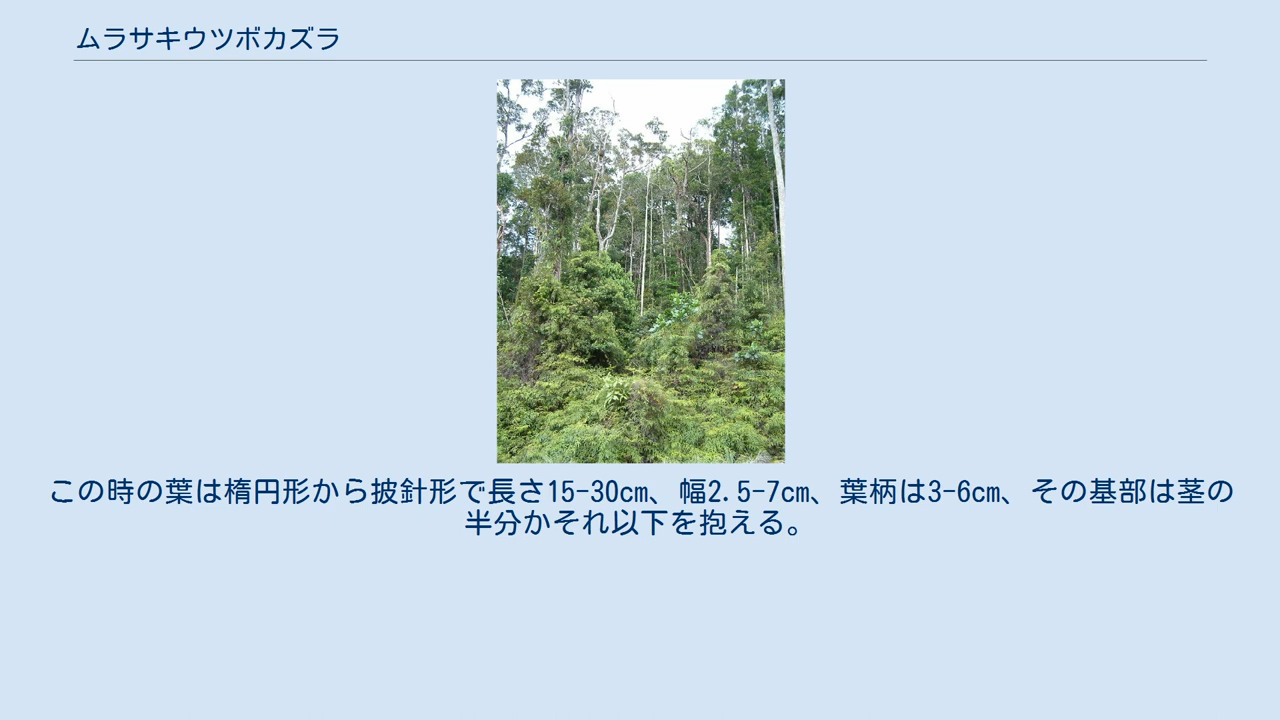 ムラサキウツボカズラ
この時の葉は楕円形から披針形で長さ15-30cm、幅2.5-7cm、葉柄は3-6cm、その基部は茎の
半分かそれ以下を抱える。